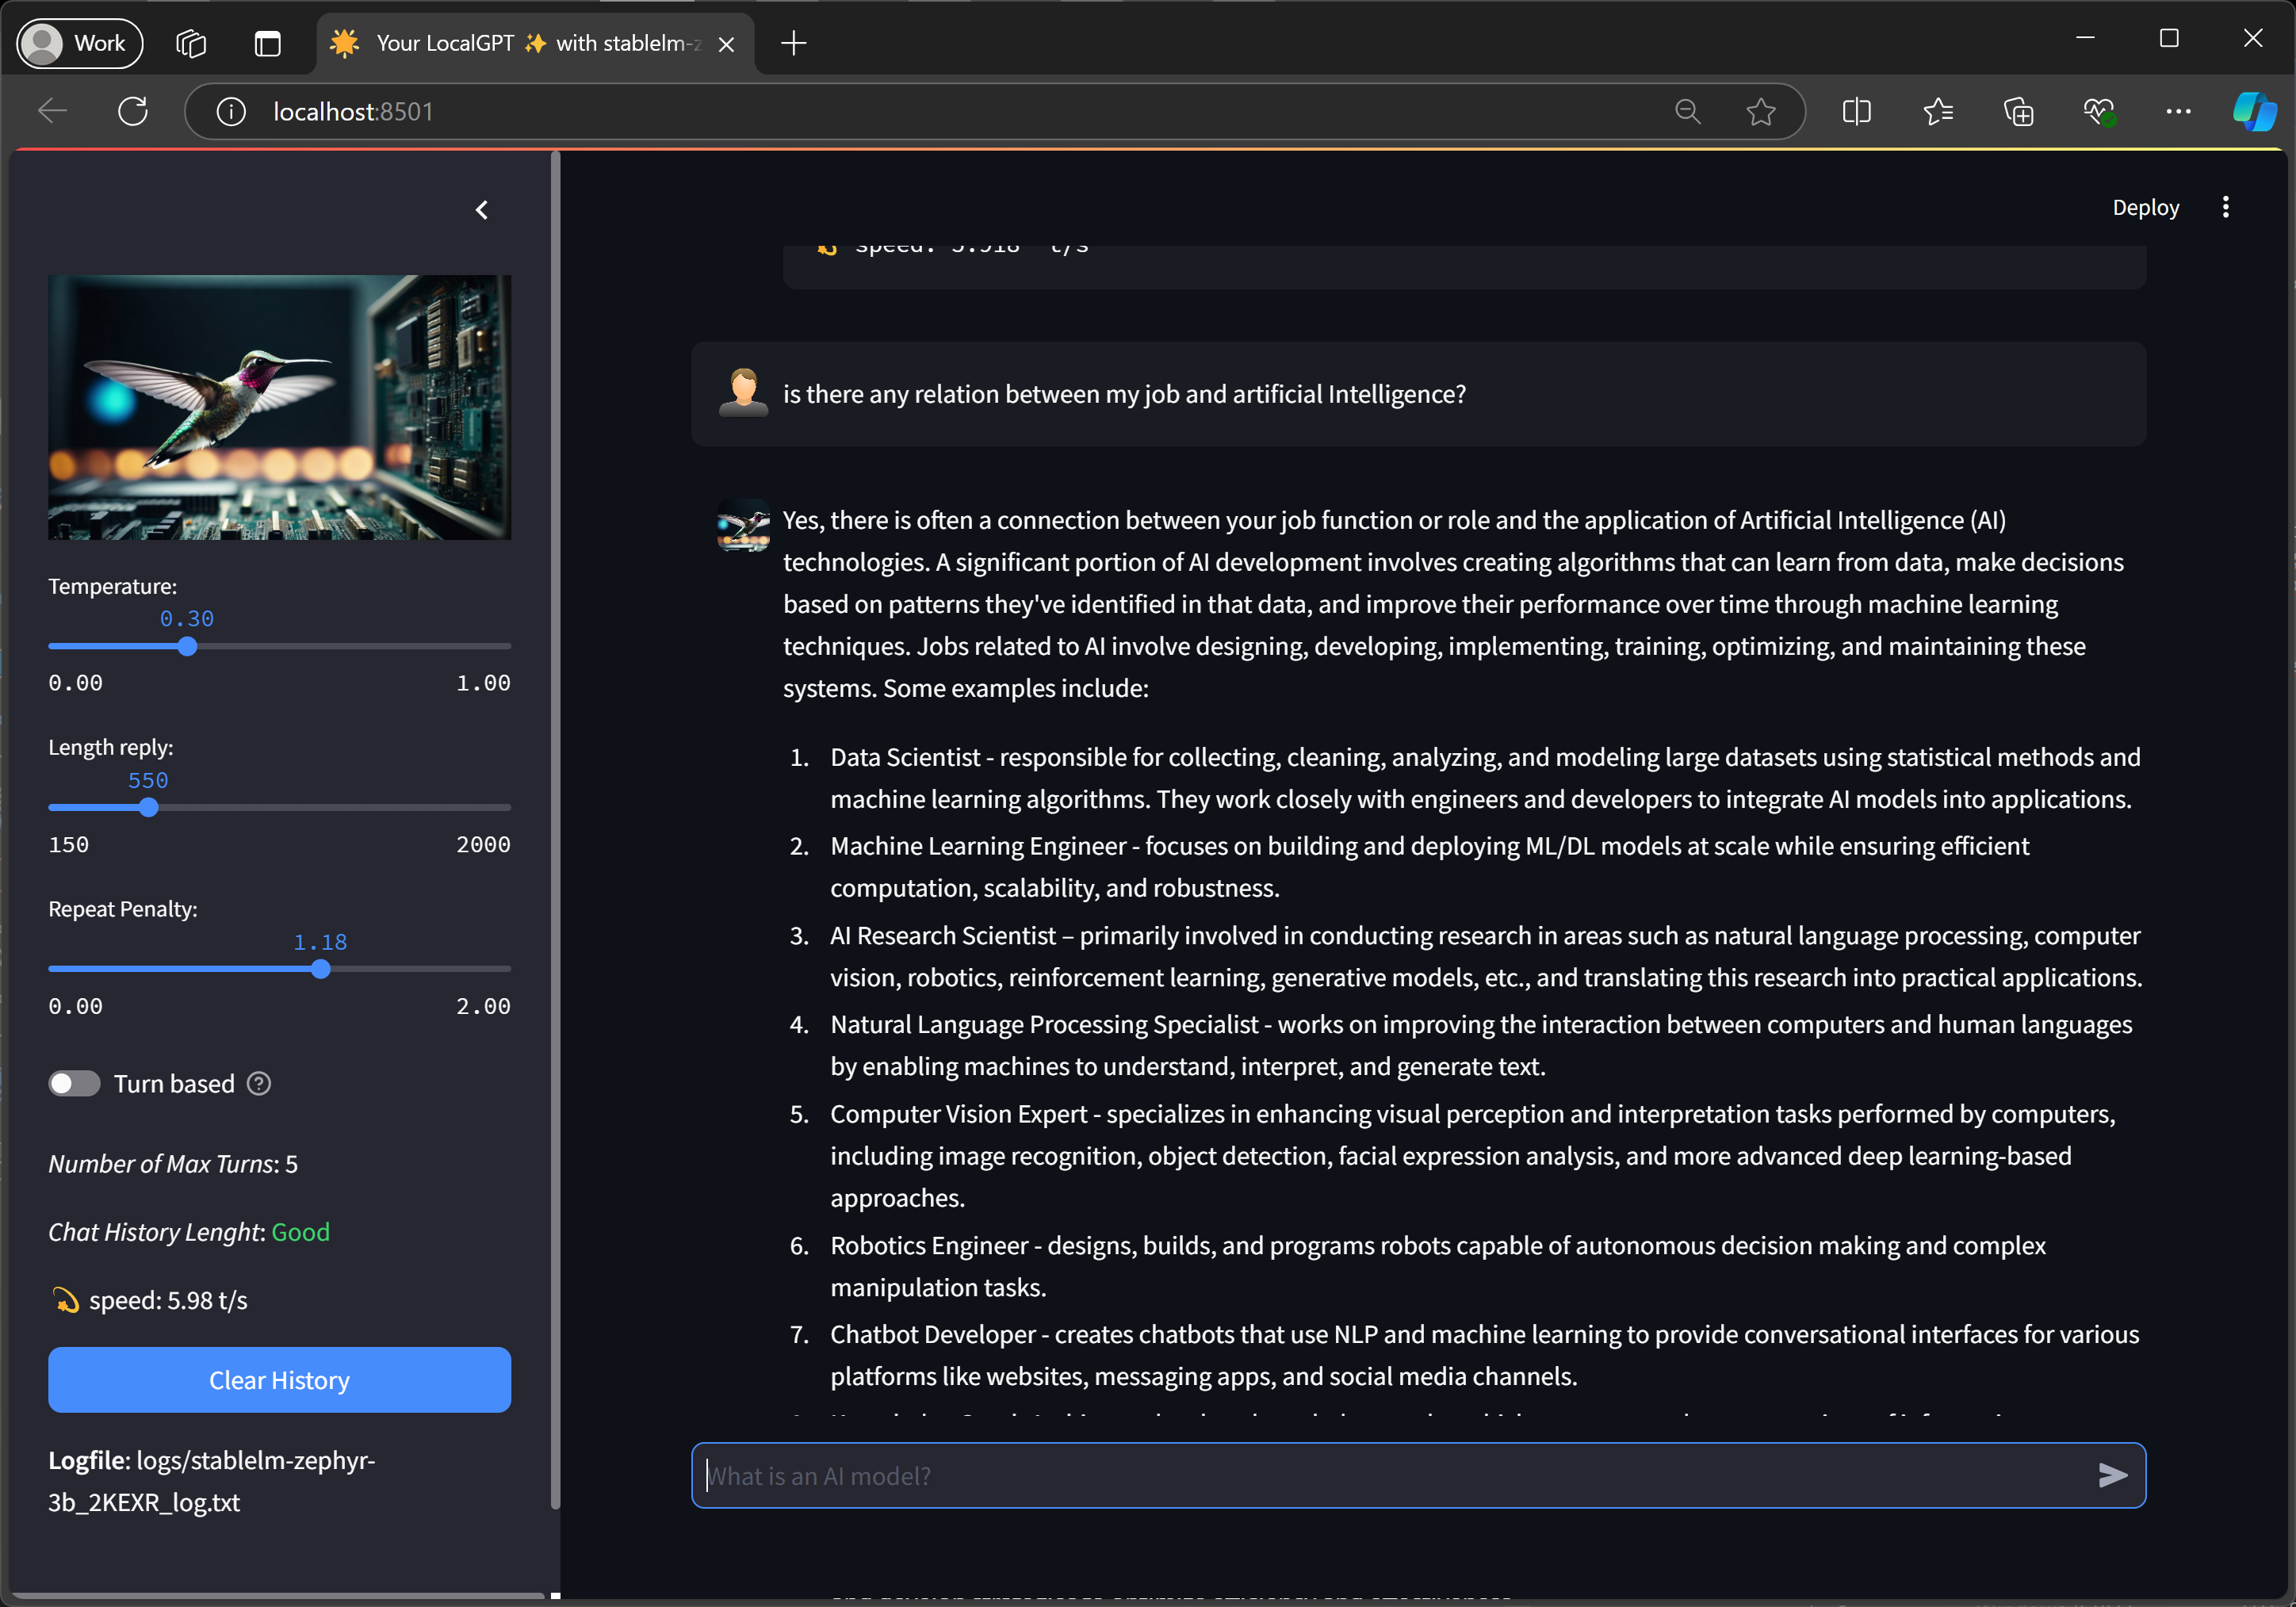 Work
Your LocalGPT ✨ with stablelm-z
localhost:8501
Deploy
Temperature:
0.30
0.00 1.00
Length reply:
550
150 2000
Repeat Penalty:
1.18
0.00 2.00
Turn based
Number of Max Turns: 5
Chat History Lenght: Good
speed: 5.98 t/s
Clear History
Logfile: logs/stablelm-zephyr-
3b_2KEXR_log.txt
speed: 5.918 t/s
is there any relation between my job and artificial Intelligence?
Yes, there is often a connection between your job function or role and the application of Artificial Intelligence (AI)
technologies. A significant portion of AI development involves creating algorithms that can learn from data, make decisions
based on patterns they've identified in that data, and improve their performance over time through machine learning
techniques. Jobs related to AI involve designing, developing, implementing, training, optimizing, and maintaining these
systems. Some examples include:
1. Data Scientist - responsible for collecting, cleaning, analyzing, and modeling large datasets using statistical methods and
machine learning algorithms. They work closely with engineers and developers to integrate AI models into applications.
2. Machine Learning Engineer - focuses on building and deploying ML/DL models at scale while ensuring efficient
computation, scalability, and robustness.
3. AI Research Scientist – primarily involved in conducting research in areas such as natural language processing, computer
vision, robotics, reinforcement learning, generative models, etc., and translating this research into practical applications.
4. Natural Language Processing Specialist - works on improving the interaction between computers and human languages
by enabling machines to understand, interpret, and generate text.
5. Computer Vision Expert - specializes in enhancing visual perception and interpretation tasks performed by computers,
including image recognition, object detection, facial expression analysis, and more advanced deep learning-based
approaches.
6. Robotics Engineer - designs, builds, and programs robots capable of autonomous decision making and complex
manipulation tasks.
7. Chatbot Developer - creates chatbots that use NLP and machine learning to provide conversational interfaces for various
platforms like websites, messaging apps, and social media channels.
What is an AI model?